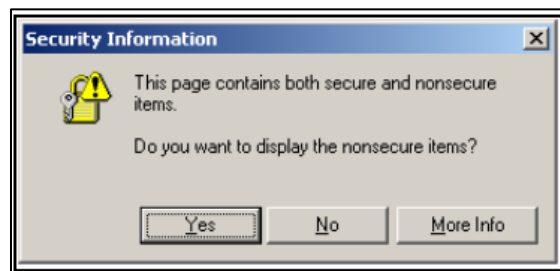 Security Information
This page contains both secure and nonsecure
items.
Do you want to display the nonsecure items?
Yes
No
More Info